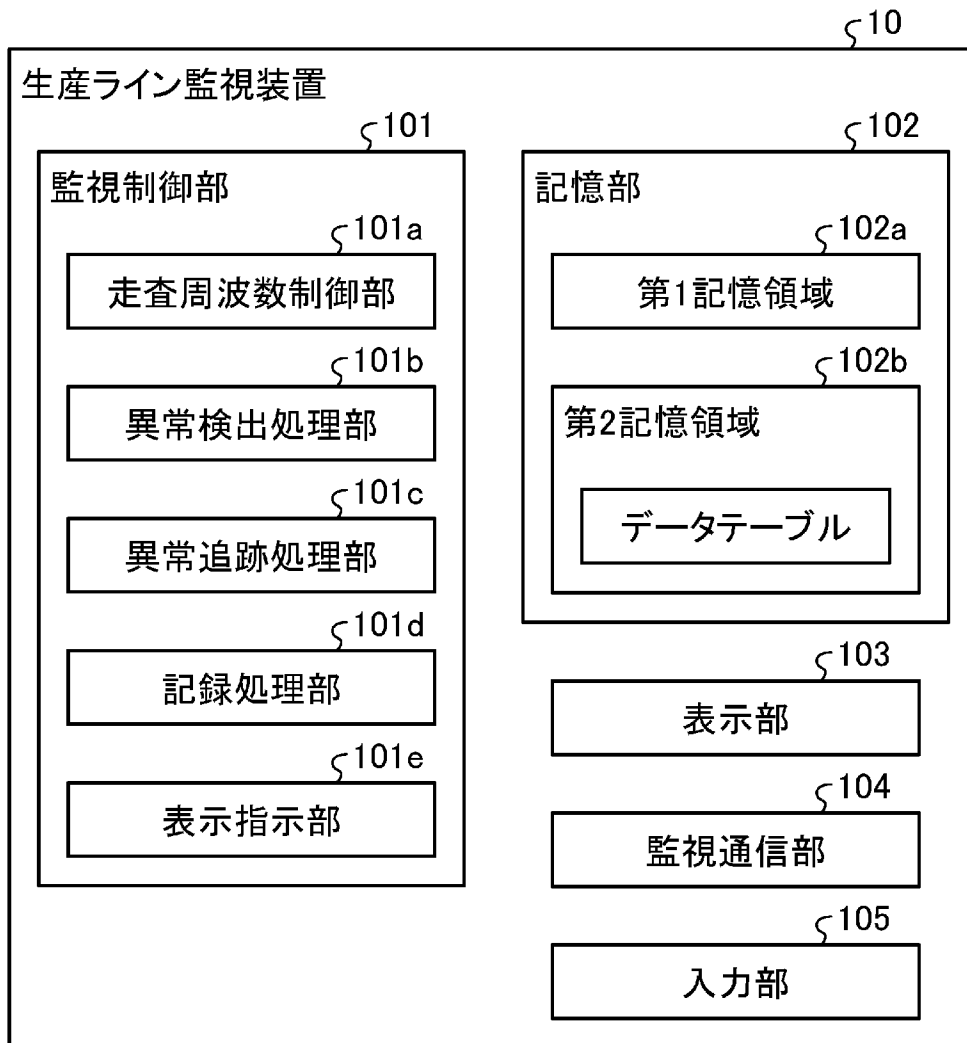 10
生産ライン監視装置
101
監視制御部
101a
走査周波数制御部
101b
異常検出処理部
101c
異常追跡処理部
101d
記録処理部
101e
表示指示部
102
記憶部
102a
第1記憶領域
102b
第2記憶領域
データテーブル
103
表示部
104
監視通信部
105
入力部